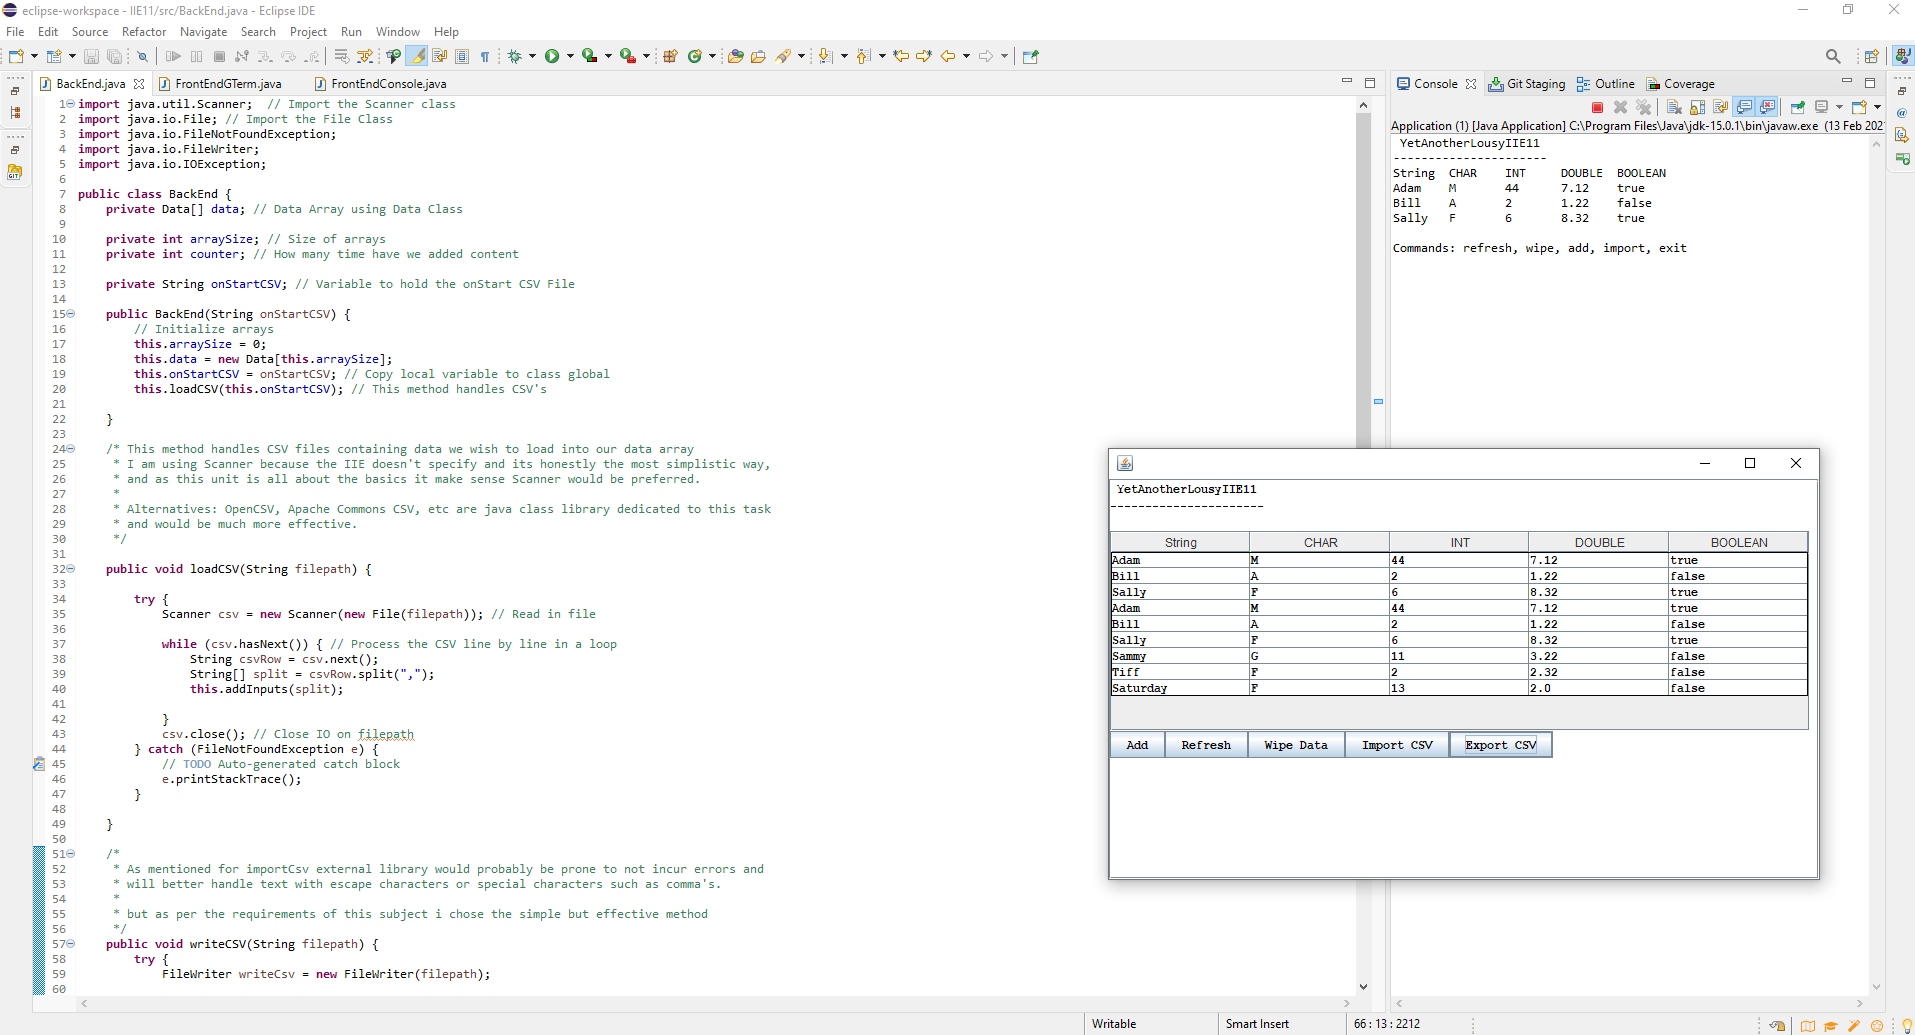 eclipse-workspace - IIE11/src/BackEnd.java - Eclipse IDE
File Edit Source Refactor Navigate Search Project Run Window Help
BackEnd.java FrontEndGTerm.java FrontEndConsole.java
1 import java.util.Scanner;  // Import the Scanner class
2 import java.io.File; // Import the File Class
3 import java.io.FileNotFoundException;
4 import java.io.FileWriter;
5 import java.io.IOException;
6
7 public class BackEnd {
8     private Data[] data; // Data Array using Data Class
9
10     private int arraySize; // Size of arrays
11     private int counter; // How many time have we added content
12
13     private String onStartCSV; // Variable to hold the onStart CSV File
14
15     public BackEnd(String onStartCSV) {
16         // Initialize arrays
17         this.arraySize = 0;
18         this.data = new Data[this.arraySize];
19         this.onStartCSV = onStartCSV; // Copy local variable to class global
20         this.loadCSV(this.onStartCSV); // This method handles CSV's
21
22     }
23
24     /* This method handles CSV files containing data we wish to load into our data array
25      * I am using Scanner because the IIE doesn't specify and its honestly the most simplistic way,
26      * and as this unit is all about the basics it make sense Scanner would be preferred.
27      *
28      * Alternatives: OpenCSV, Apache Commons CSV, etc are java class library dedicated to this task
29      * and would be much more effective.
30      */
31
32     public void loadCSV(String filepath) {
33
34         try {
35             Scanner csv = new Scanner(new File(filepath)); // Read in file
36
37             while (csv.hasNext()) { // Process the CSV line by line in a loop
38                 String csvRow = csv.next();
39                 String[] split = csvRow.split(",");
40                 this.addInputs(split);
41
42             }
43             csv.close(); // Close IO on filepath
44         } catch (FileNotFoundException e) {
45             // TODO Auto-generated catch block
46             e.printStackTrace();
47         }
48
49     }
50
51     /*
52      * As mentioned for importCsv external library would probably be prone to not incur errors and
53      * will better handle text with escape characters or special characters such as comma's.
54      *
55      * but as per the requirements of this subject i chose the simple but effective method
56      */
57     public void writeCSV(String filepath) {
58         try {
59             FileWriter writeCsv = new FileWriter(filepath);
60
Console Git Staging Outline Coverage
Application (1) [Java Application] C:\Program Files\Java\jdk-15.0.1\bin\javaw.exe (13 Feb 202
YetAnotherLousyIIE11
----------------------
String CHAR INT DOUBLE BOOLEAN
Adam M 44 7.12 true
Bill A 2 1.22 false
Sally F 6 8.32 true
Commands: refresh, wipe, add, import, exit
YetAnotherLousyIIE11
----------------------
String CHAR INT DOUBLE BOOLEAN
Adam M 44 7.12 true
Bill A 2 1.22 false
Sally F 6 8.32 true
Adam M 44 7.12 true
Bill A 2 1.22 false
Sally F 6 8.32 true
Sammy G 11 3.22 false
Tiff F 2 2.32 false
Saturday F 13 2.0 false
Add Refresh Wipe Data Import CSV Export CSV
Writable Smart Insert 66 : 13 : 2212